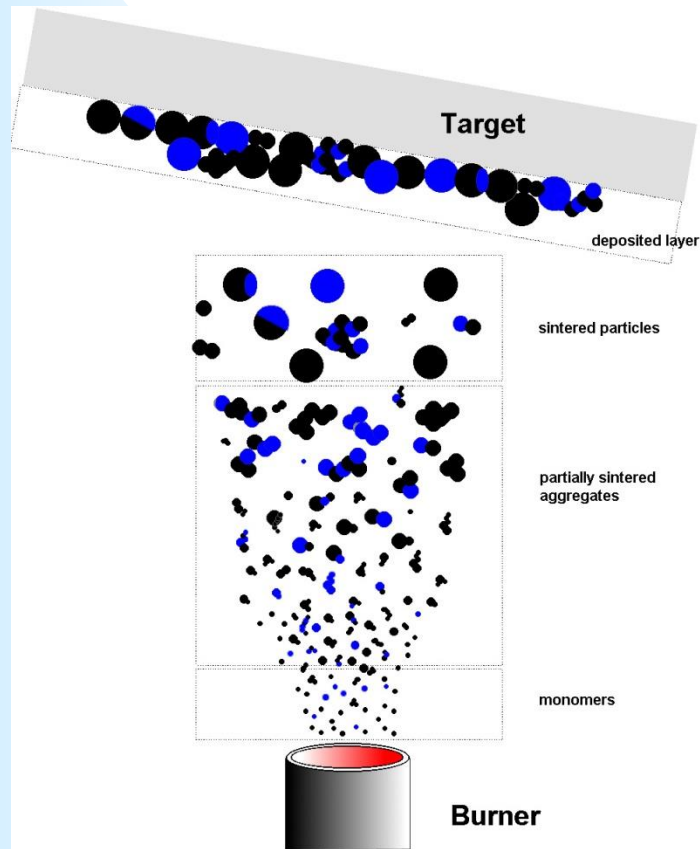 Target
deposited layer
sintered particles
partially sintered
aggregates
monomers
Burner